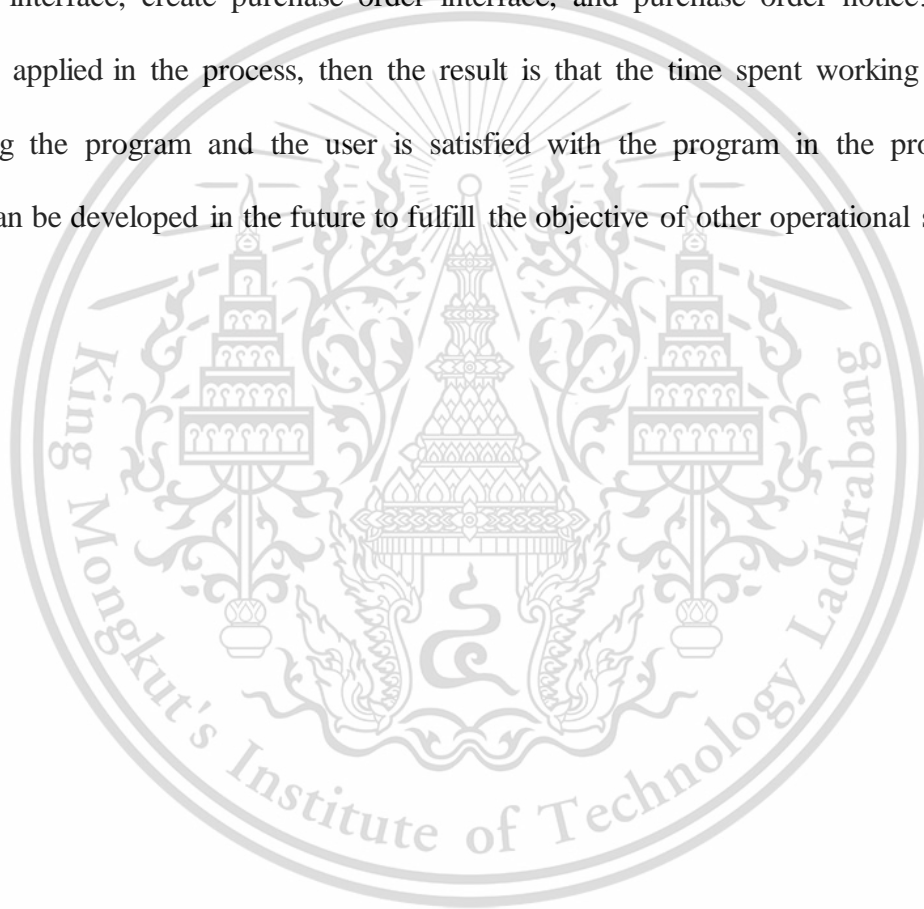 interface, create purchase order interface, and purchase order notice.
applied in the process, then the result is that the time spent working
g the program and the user is satisfied with the program in the pro
an be developed in the future to fulfill the objective of other operational s
King Mongkut's Institute of Technology Ladkrabang